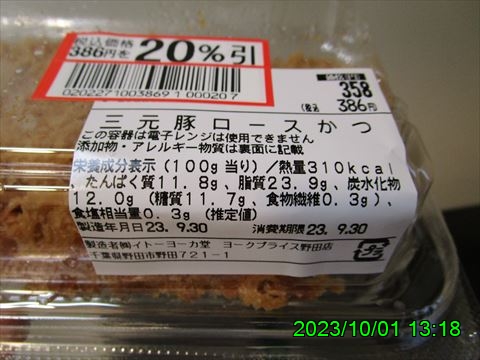 税込価格
386円を 20%引
0202271003869 1000207
358
(税込) 386円
三元豚ロースかつ
この容器は電子レンジは使用できません
添加物・アレルギー物質は裏面に記載
栄養成分表示(100g当り)/熱量310kcal
、たんぱく質11.8g、脂質23.9g、炭水化物
12.0g(糖質11.7g、食物繊維0.3g)、
食塩相当量0.3g(推定値)
製造年月日23.9.30 消費期限23.9.30
製造者㈱イトーヨーカ堂 ヨークプライス野田店
千葉県野田市野田721-1
プラ
2023/10/01 13:18